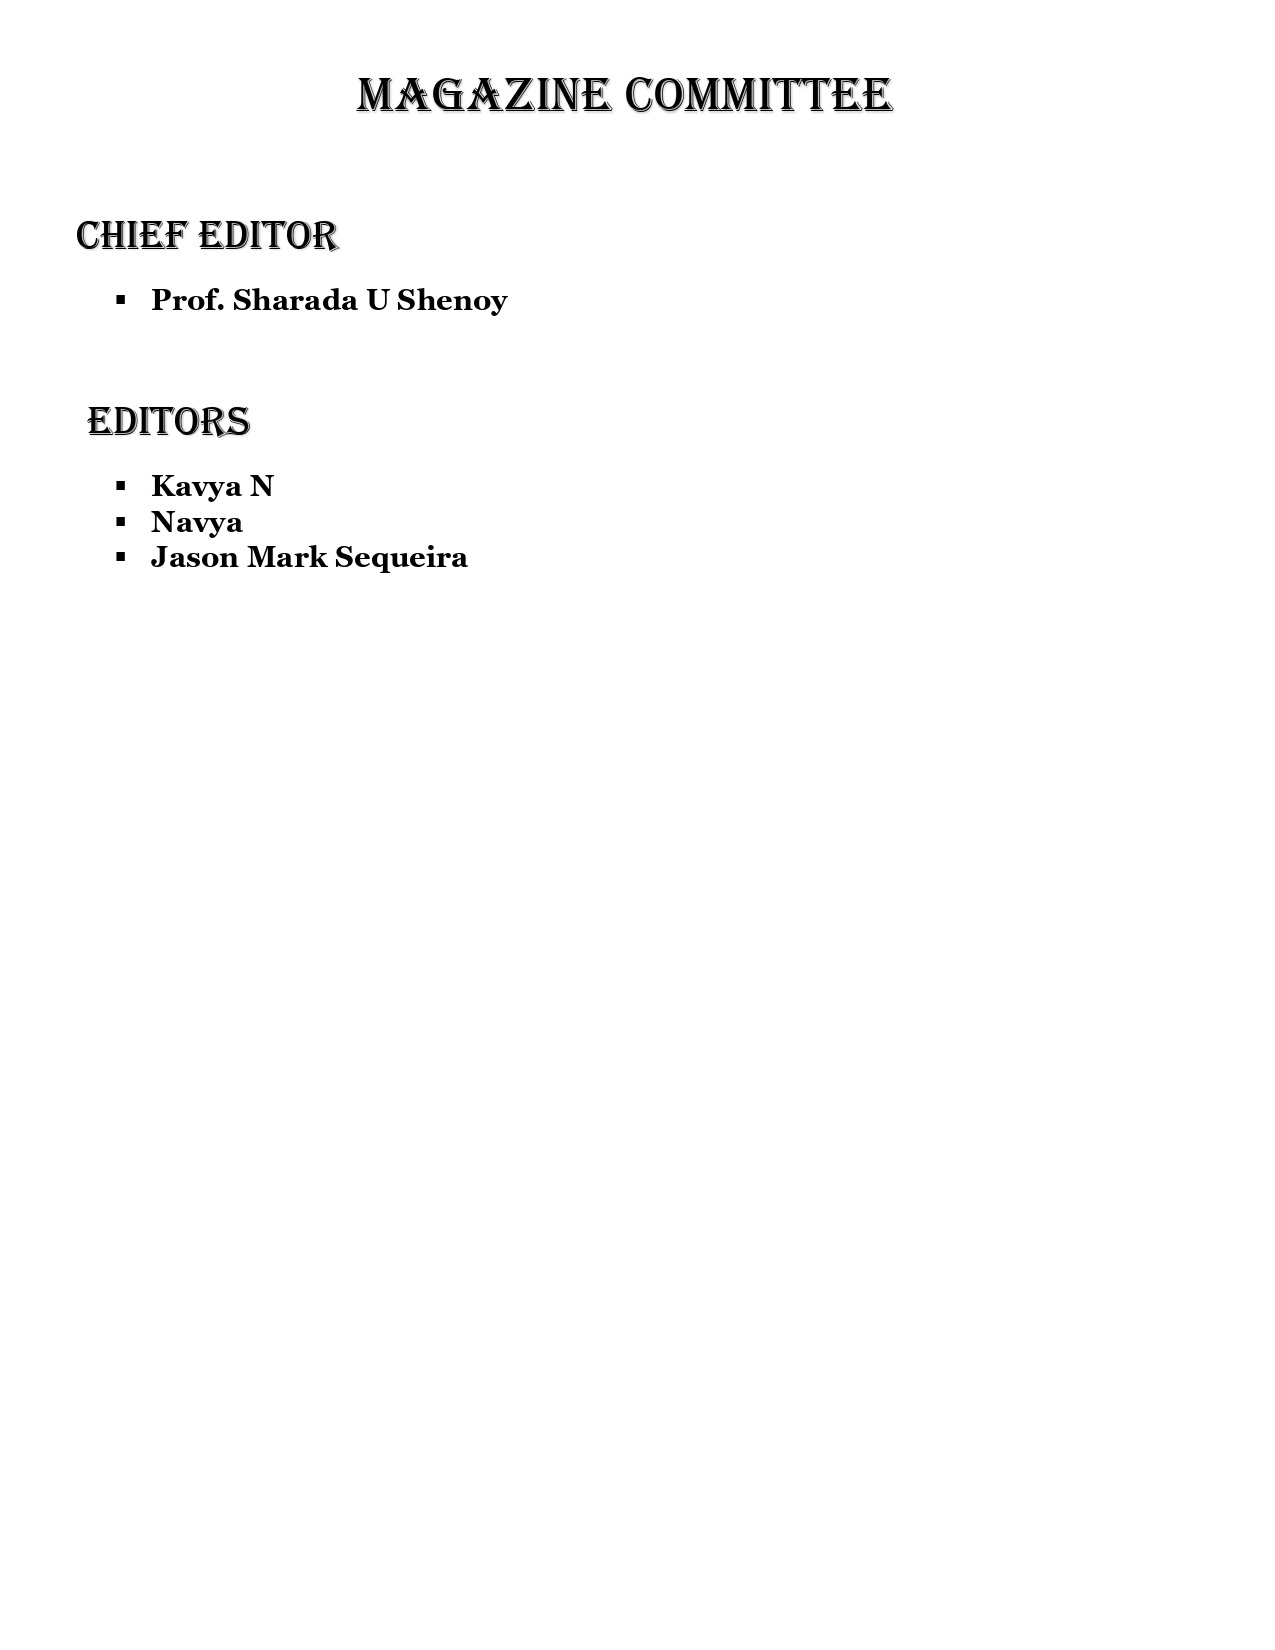 MAGAZINE COMMITTEE
CHIEF EDITOR
▪ Prof. Sharada U Shenoy
EDITORS
▪ Kavya N
▪ Navya
▪ Jason Mark Sequeira